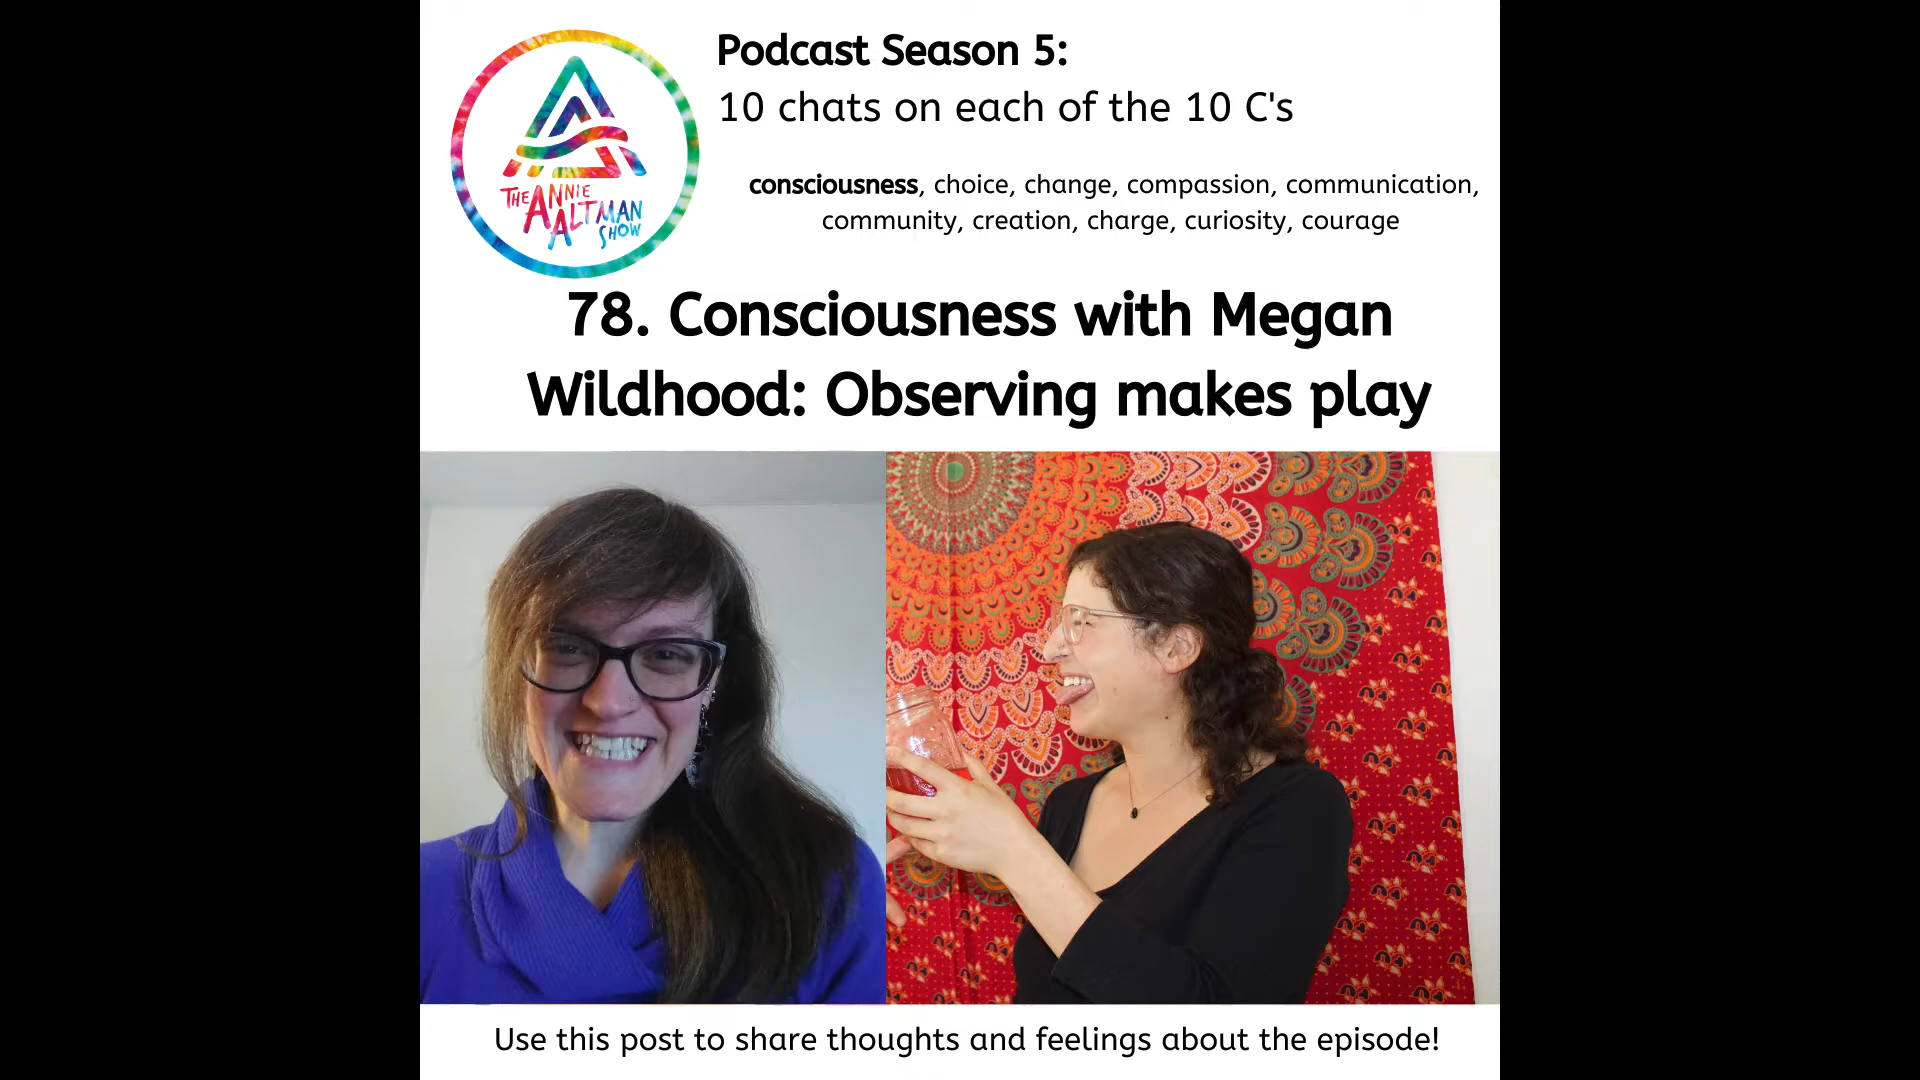 THE ANNIE
ALTMAN
SHOW
Podcast Season 5:
10 chats on each of the 10 C's
consciousness, choice, change, compassion, communication,
community, creation, charge, curiosity, courage
78. Consciousness with Megan
Wildhood: Observing makes play
Use this post to share thoughts and feelings about the episode!